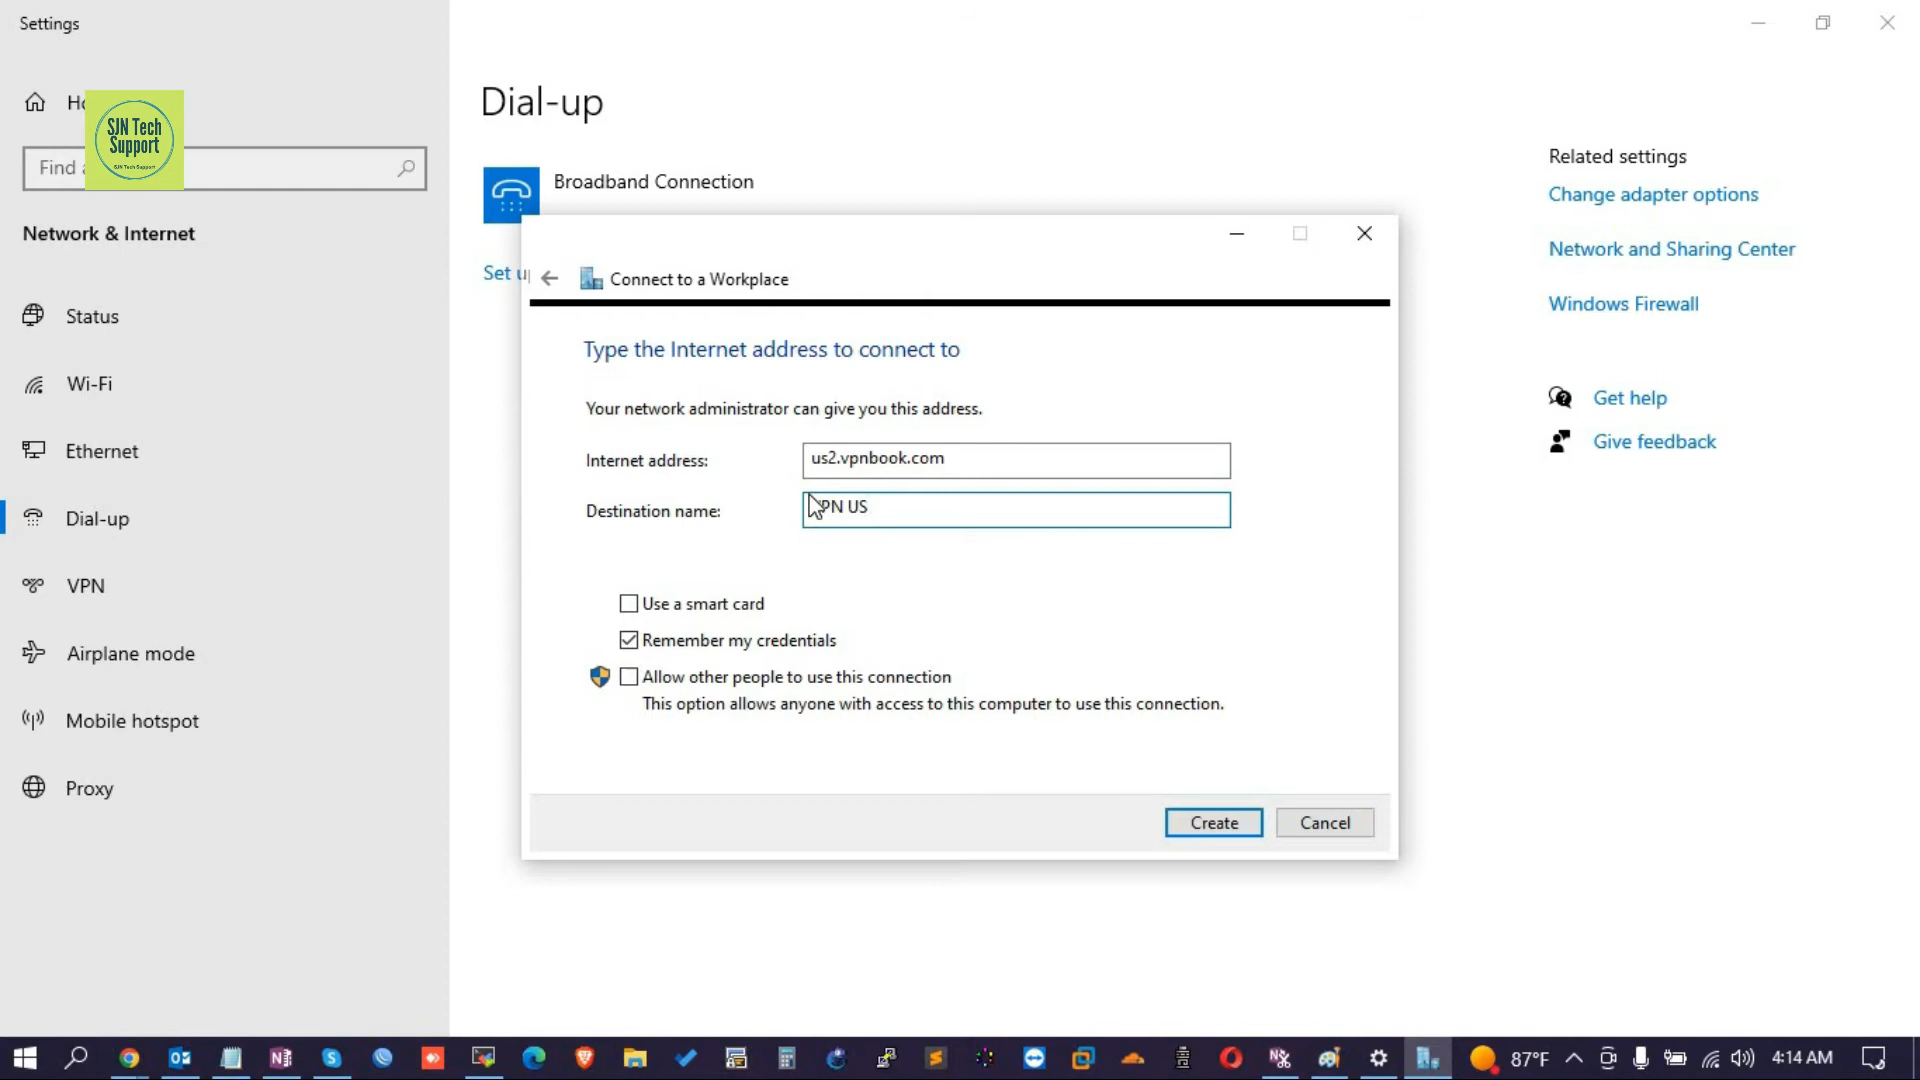 Settings
SJN Tech
Support
SJN Tech Support
Find
Network & Internet
Status
Wi-Fi
Ethernet
Dial-up
VPN
Airplane mode
Mobile hotspot
Proxy
Dial-up
Broadband Connection
Set
Connect to a Workplace
Type the Internet address to connect to
Your network administrator can give you this address.
Internet address:
us2.vpnbook.com
Destination name:
PN US
Use a smart card
Remember my credentials
Allow other people to use this connection
This option allows anyone with access to this computer to use this connection.
Create
Cancel
Related settings
Change adapter options
Network and Sharing Center
Windows Firewall
Get help
Give feedback
87°F
4:14 AM